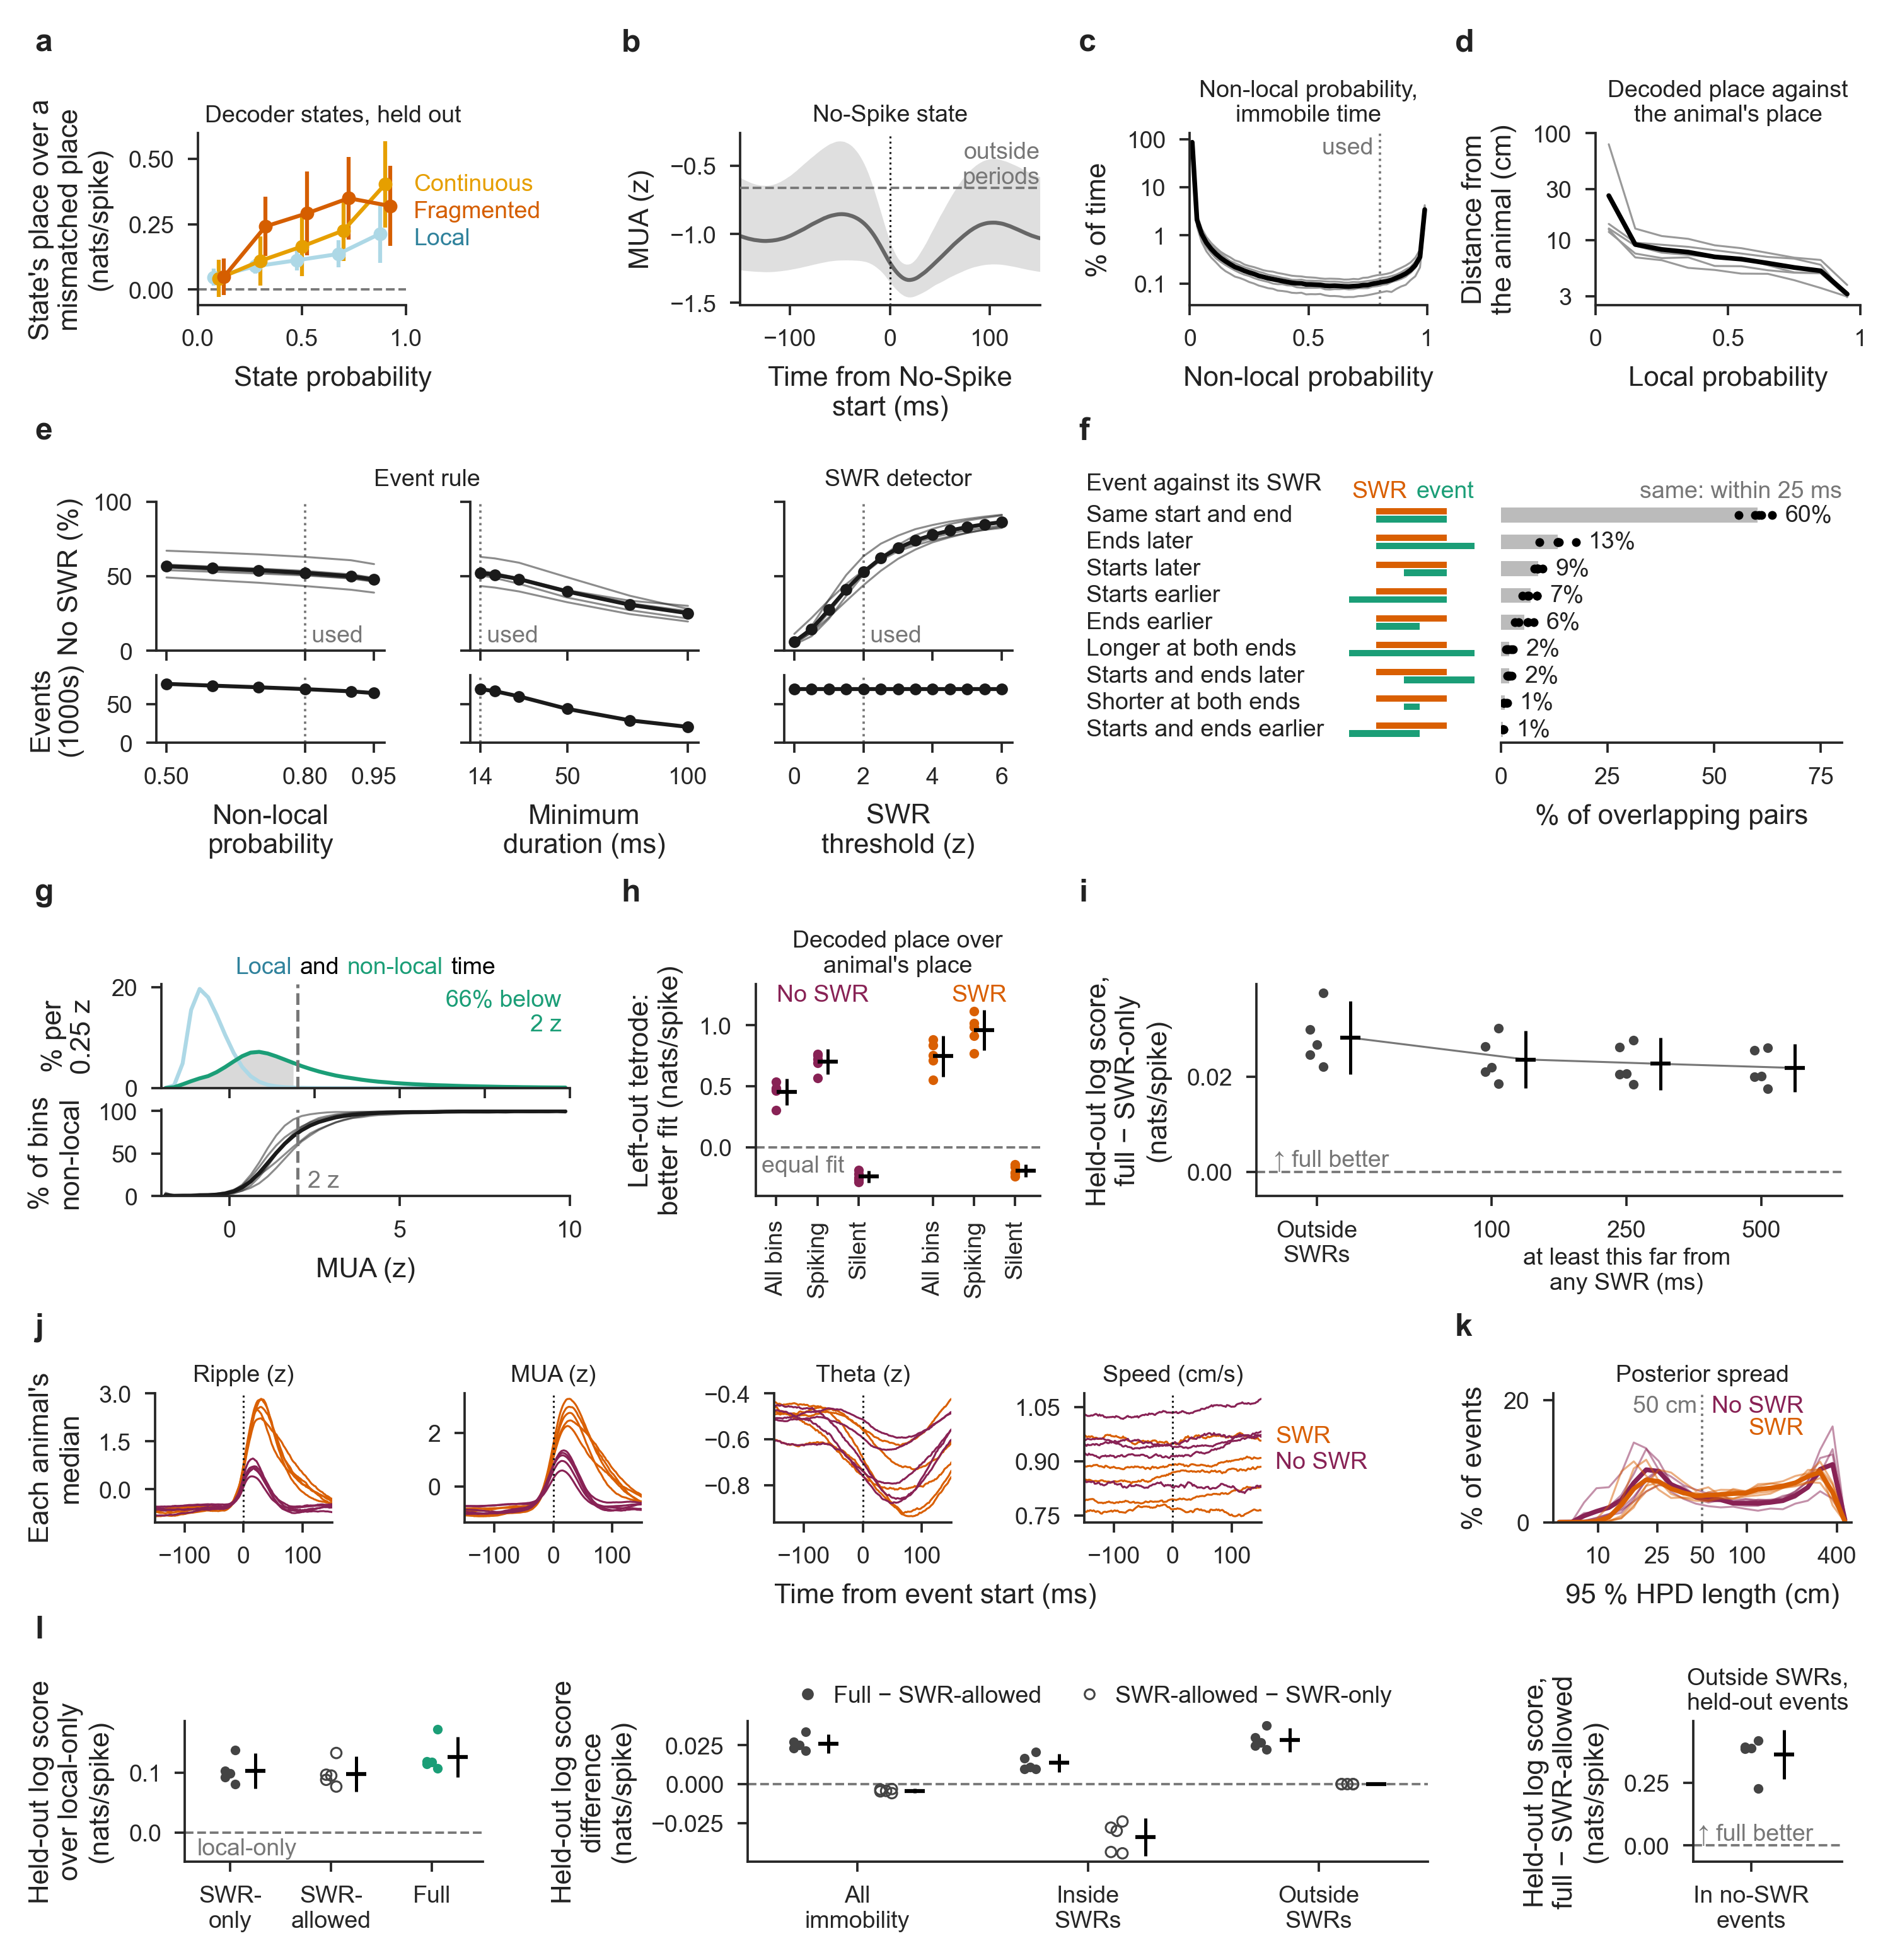 a
Decoder states, held out
State's place over a
mismatched place
(nats/spike)
0.50
0.25
0.00
Continuous
Fragmented
Local
0.0
0.5
1.0
State probability
b
No-Spike state
MUA (z)
−0.5
−1.0
−1.5
outside
periods
−100
0
100
Time from No-Spike
start (ms)
c
Non-local probability,
immobile time
% of time
100
10
1
0.1
used
0
0.5
1
Non-local probability
d
Decoded place against
the animal's place
Distance from
the animal (cm)
100
30
10
3
0
0.5
1
Local probability
e
Event rule
SWR detector
No SWR (%)
100
50
0
used
used
used
Events
(1000s)
50
0
0.50
0.80
0.95
Non-local
probability
14
50
100
Minimum
duration (ms)
0
2
4
6
SWR
threshold (z)
f
Event against its SWR
SWR event
same: within 25 ms
Same start and end
60%
Ends later
13%
Starts later
9%
Starts earlier
7%
Ends earlier
6%
Longer at both ends
2%
Starts and ends later
2%
Shorter at both ends
1%
Starts and ends earlier
1%
0
25
50
75
% of overlapping pairs
g
Local and non-local time
% per
0.25 z
20
0
66% below
2 z
% of bins
non-local
100
50
0
2 z
0
5
10
MUA (z)
h
Decoded place over
animal's place
Left-out tetrode:
better fit (nats/spike)
No SWR
SWR
1.0
0.5
0.0
equal fit
All bins
Spiking
Silent
All bins
Spiking
Silent
i
Held-out log score,
full − SWR-only
(nats/spike)
0.02
0.00
↑ full better
Outside
SWRs
100
250
500
at least this far from
any SWR (ms)
j
Each animal's
median
Ripple (z)
3.0
1.5
0.0
−100
0
100
MUA (z)
2
0
−100
0
100
Theta (z)
−0.4
−0.6
−0.8
−100
0
100
Speed (cm/s)
1.05
0.90
0.75
−100
0
100
SWR
No SWR
Time from event start (ms)
k
Posterior spread
% of events
20
0
50 cm
No SWR
SWR
10
25
50
100
400
95 % HPD length (cm)
l
Held-out log score
over local-only
(nats/spike)
0.1
0.0
local-only
SWR-
only
SWR-
allowed
Full
Held-out log score
difference
(nats/spike)
Full − SWR-allowed
SWR-allowed − SWR-only
0.025
0.000
−0.025
All
immobility
Inside
SWRs
Outside
SWRs
Outside SWRs,
held-out events
Held-out log score,
full − SWR-allowed
(nats/spike)
0.25
0.00
↑ full better
In no-SWR
events